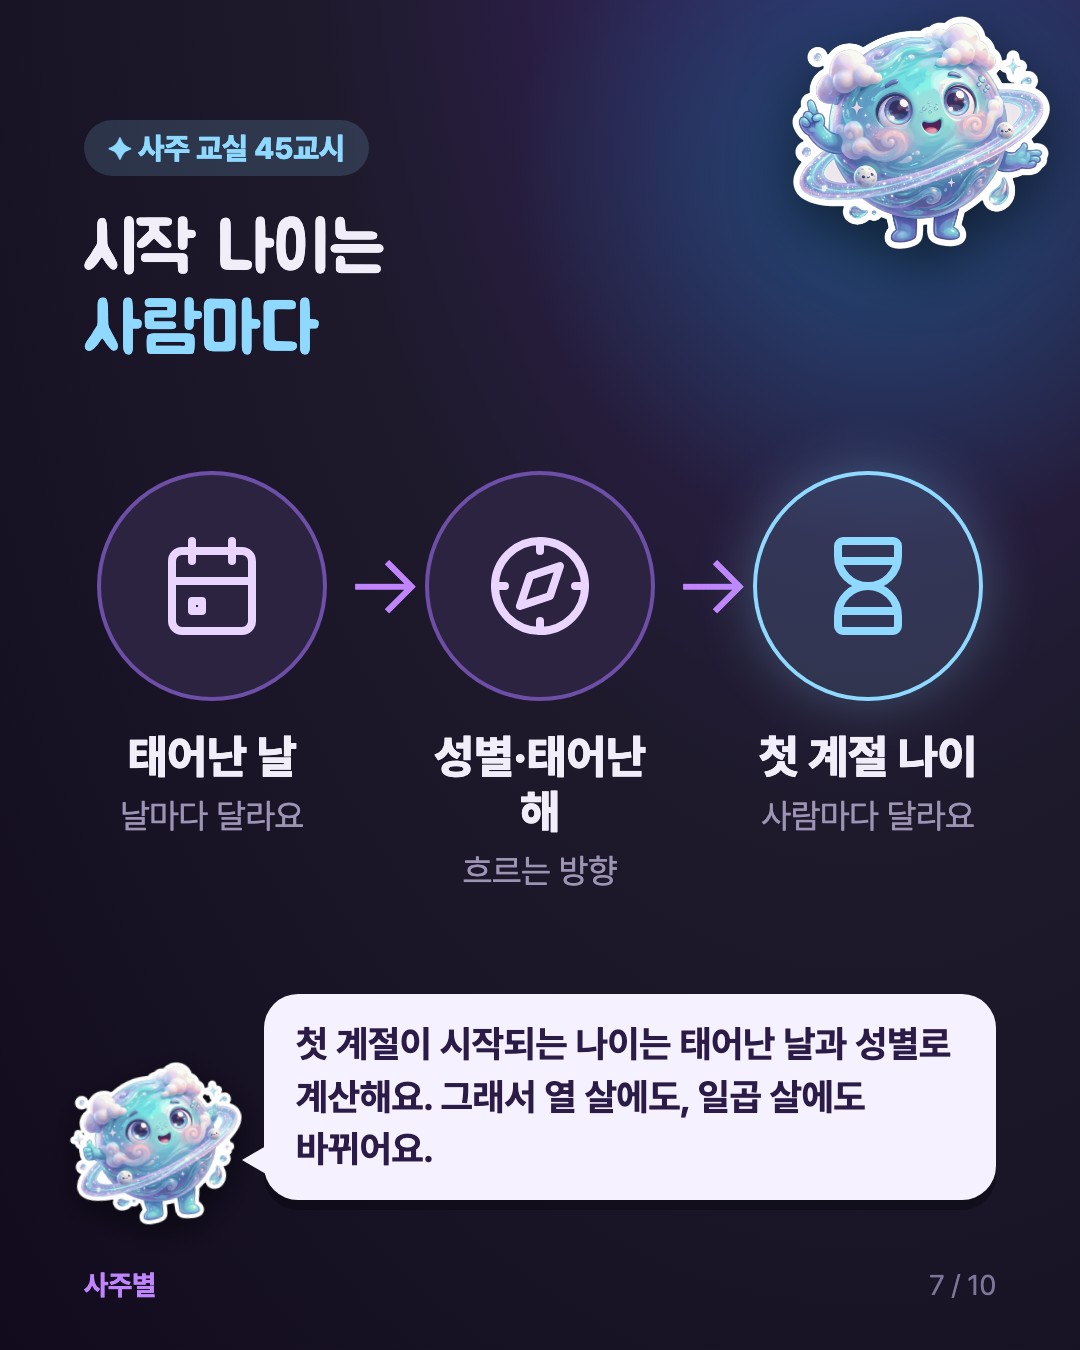 ✦ 사주 교실 45교시
시작 나이는
사람마다
태어난 날
날마다 달라요
성별·태어난
해
흐르는 방향
첫 계절 나이
사람마다 달라요
첫 계절이 시작되는 나이는 태어난 날과 성별로
계산해요. 그래서 열 살에도, 일곱 살에도
바뀌어요.
사주별
7 / 10